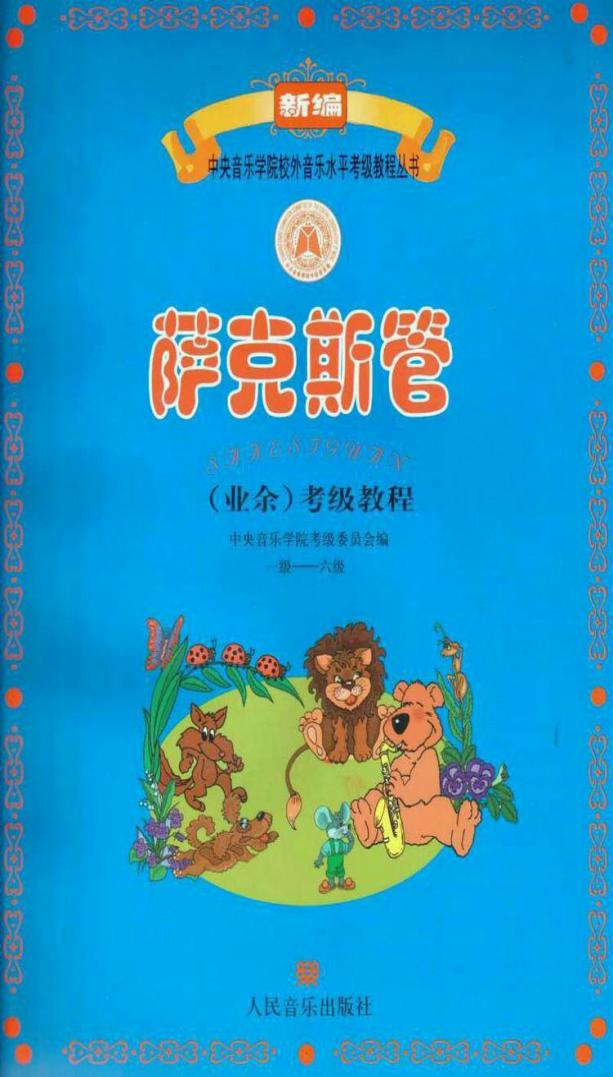 新编
中央音乐学院校外音乐水平考级教程丛书
萨克斯管
SAKESIGUAN
(业余)考级教程
中央音乐学院考级委员会编
一级——六级
人民音乐出版社